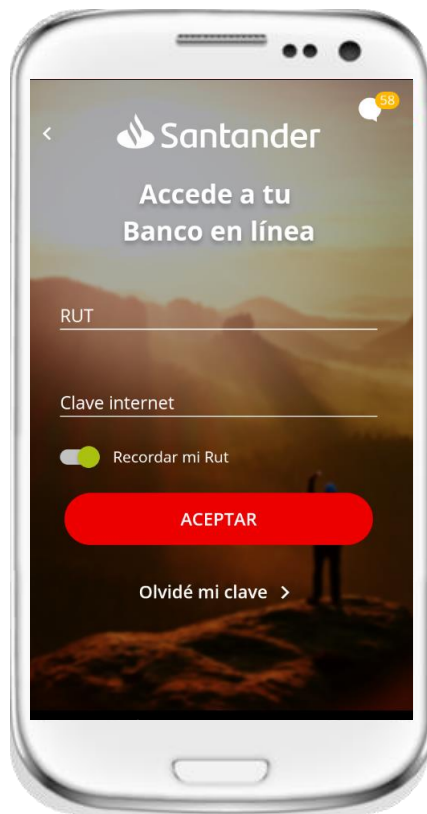 58
Santander
Accede a tu
Banco en línea
RUT
Clave internet
Recordar mi Rut
ACEPTAR
Olvidé mi clave